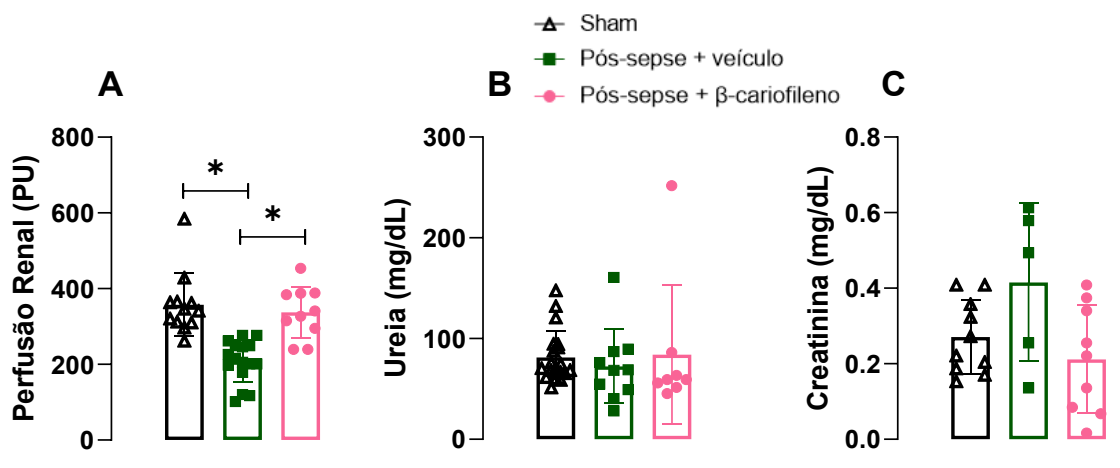 Sham
Pós-sepse + veículo
Pós-sepse + β-cariofileno
A
Perfusão Renal (PU)
800
600
400
200
0
*
*
B
Ureia (mg/dL)
300
200
100
0
C
Creatinina (mg/dL)
0.8
0.6
0.4
0.2
0.0